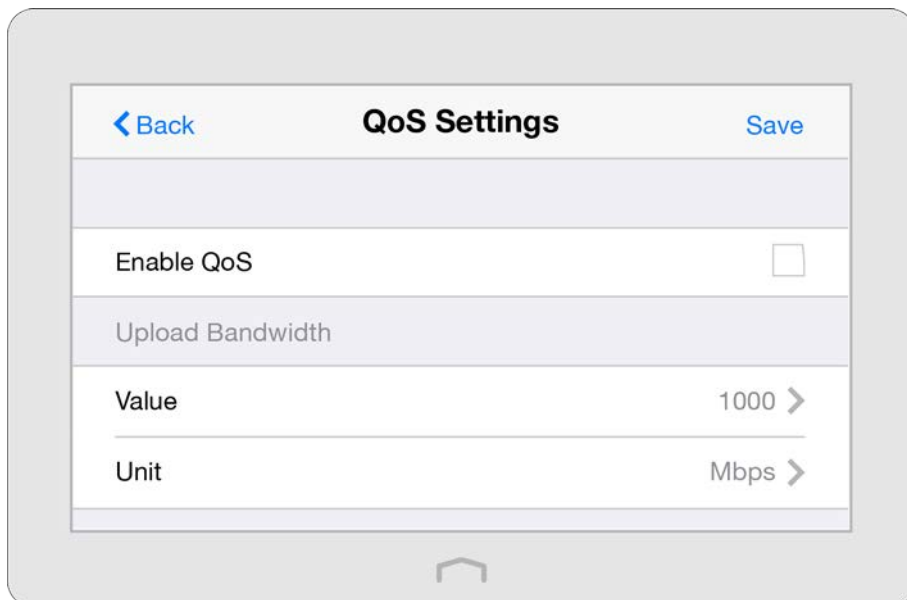 Back QoS Settings Save
Enable QoS
Upload Bandwidth
Value 1000
Unit Mbps